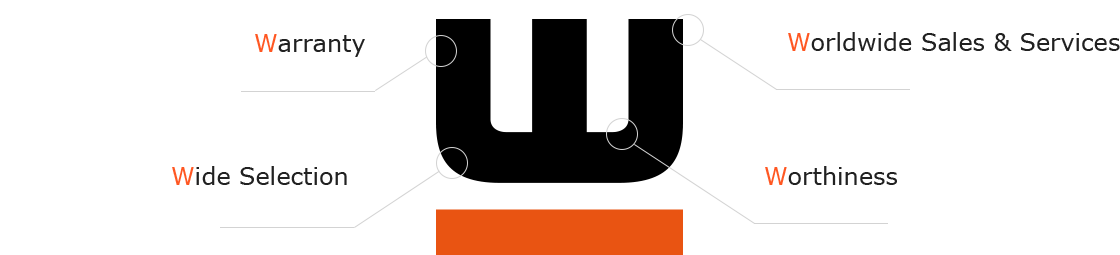 Warranty
Worldwide Sales & Services
W
Wide Selection
Worthiness